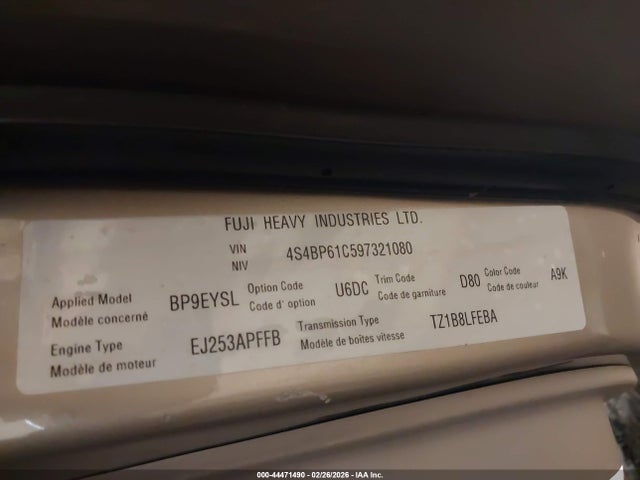 FUJI HEAVY INDUSTRIES LTD.
VIN
NIV
4S4BP61C597321080
Applied Model
Modèle concerné
BP9EYSL
Option Code
Code d' option
U6DC
Trim Code
Code de garniture
D80
Color Code
Code de couleur
A9K
Engine Type
Modèle de moteur
EJ253APFFB
Transmission Type
Modèle de boîtes vitesse
TZ1B8LFEBA
000-44471490 - 02/26/2026 - IAA Inc.